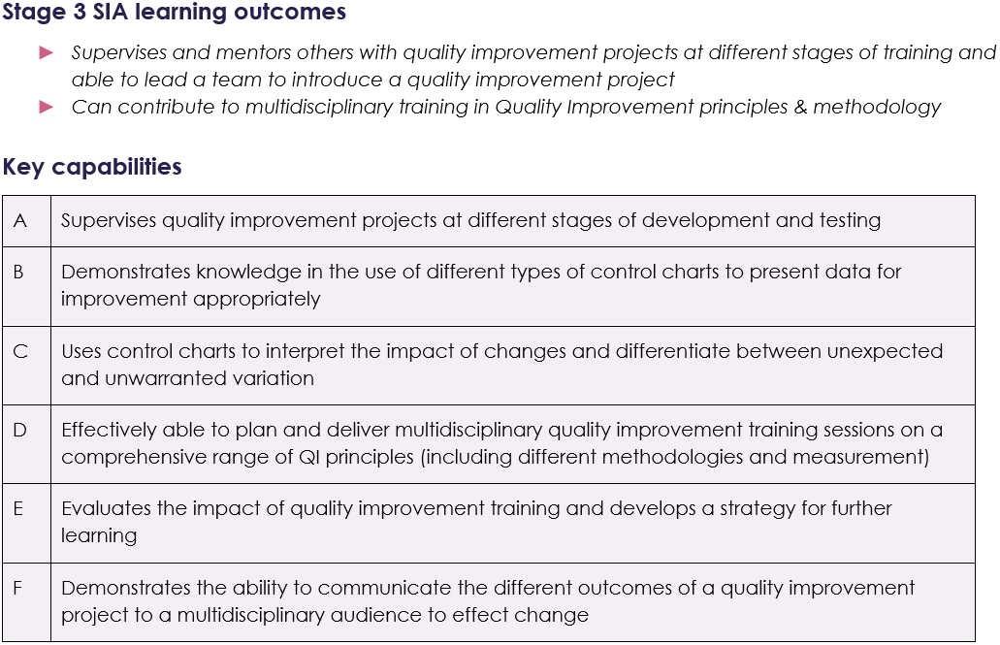 Stage 3 SIA learning outcomes
► Supervises and mentors others with quality improvement projects at different stages of training and
able to lead a team to introduce a quality improvement project
► Can contribute to multidisciplinary training in Quality Improvement principles & methodology
Key capabilities
A Supervises quality improvement projects at different stages of development and testing
B Demonstrates knowledge in the use of different types of control charts to present data for
improvement appropriately
C Uses control charts to interpret the impact of changes and differentiate between unexpected
and unwarranted variation
D Effectively able to plan and deliver multidisciplinary quality improvement training sessions on a
comprehensive range of QI principles (including different methodologies and measurement)
E Evaluates the impact of quality improvement training and develops a strategy for further
learning
F Demonstrates the ability to communicate the different outcomes of a quality improvement
project to a multidisciplinary audience to effect change